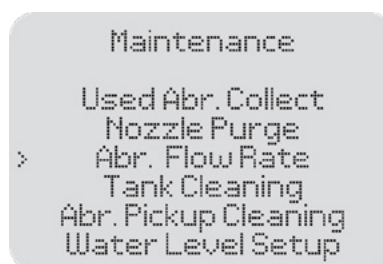 Maintenance
Used Abr. Collect
Nozzle Purge
> Abr. Flow Rate
Tank Cleaning
Abr. Pickup Cleaning
Water Level Setup